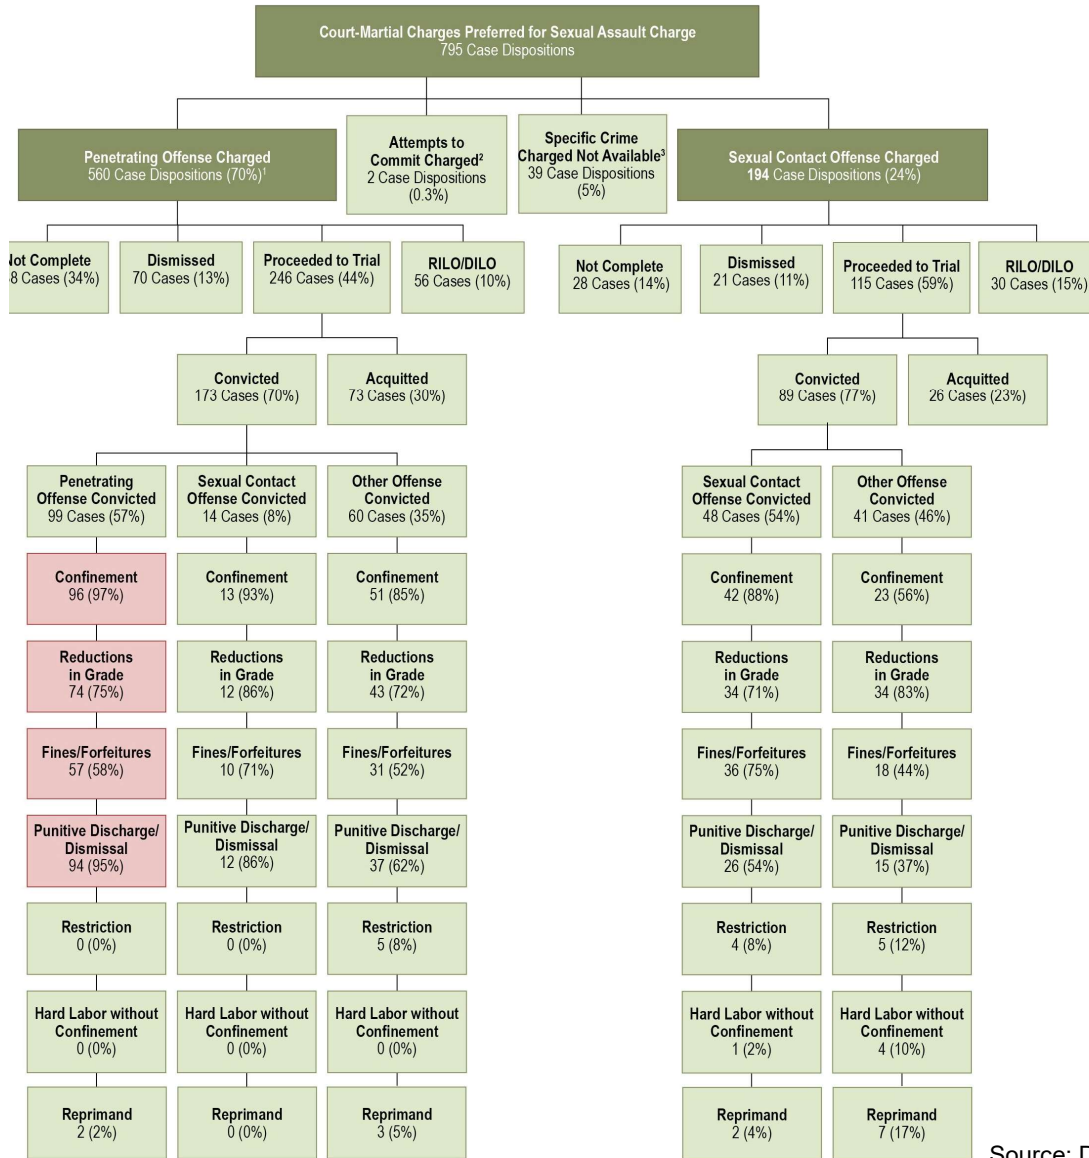 Court-Martial Charges Preferred for Sexual Assault Charge
795 Case Dispositions
Penetrating Offense Charged
560 Case Dispositions (70%)¹
Attempts to
Commit Charged²
2 Case Dispositions
(0.3%)
Specific Crime
Charged Not Available³
39 Case Dispositions
(5%)
Sexual Contact Offense Charged
194 Case Dispositions (24%)
Not Complete
8 Cases (34%)
Dismissed
70 Cases (13%)
Proceeded to Trial
246 Cases (44%)
RILO/DILO
56 Cases (10%)
Not Complete
28 Cases (14%)
Dismissed
21 Cases (11%)
Proceeded to Trial
115 Cases (59%)
RILO/DILO
30 Cases (15%)
Convicted
173 Cases (70%)
Acquitted
73 Cases (30%)
Convicted
89 Cases (77%)
Acquitted
26 Cases (23%)
Penetrating
Offense Convicted
99 Cases (57%)
Sexual Contact
Offense Convicted
14 Cases (8%)
Other Offense
Convicted
60 Cases (35%)
Sexual Contact
Offense Convicted
48 Cases (54%)
Other Offense
Convicted
41 Cases (46%)
Confinement
96 (97%)
Confinement
13 (93%)
Confinement
51 (85%)
Confinement
42 (88%)
Confinement
23 (56%)
Reductions
in Grade
74 (75%)
Reductions
in Grade
12 (86%)
Reductions
in Grade
43 (72%)
Reductions
in Grade
34 (71%)
Reductions
in Grade
34 (83%)
Fines/Forfeitures
57 (58%)
Fines/Forfeitures
10 (71%)
Fines/Forfeitures
31 (52%)
Fines/Forfeitures
36 (75%)
Fines/Forfeitures
18 (44%)
Punitive Discharge/
Dismissal
94 (95%)
Punitive Discharge/
Dismissal
12 (86%)
Punitive Discharge/
Dismissal
37 (62%)
Punitive Discharge/
Dismissal
26 (54%)
Punitive Discharge/
Dismissal
15 (37%)
Restriction
0 (0%)
Restriction
0 (0%)
Restriction
5 (8%)
Restriction
4 (8%)
Restriction
5 (12%)
Hard Labor without
Confinement
0 (0%)
Hard Labor without
Confinement
0 (0%)
Hard Labor without
Confinement
0 (0%)
Hard Labor without
Confinement
1 (2%)
Hard Labor without
Confinement
4 (10%)
Reprimand
2 (2%)
Reprimand
0 (0%)
Reprimand
3 (5%)
Reprimand
2 (4%)
Reprimand
7 (17%)
Source: D